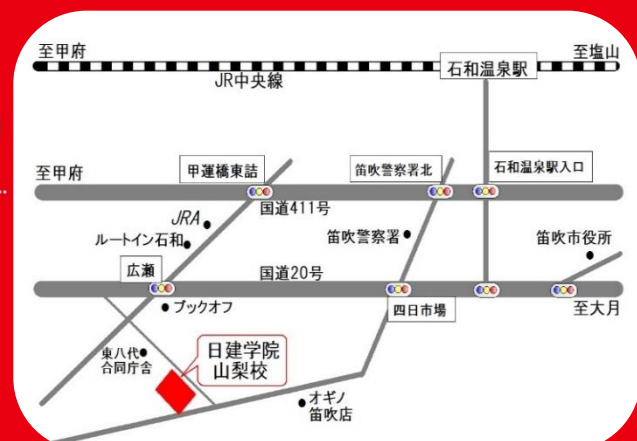 至甲府
至塩山
JR中央線
石和温泉駅
至甲府
甲運橋東詰
笛吹警察署北
石和温泉駅入口
国道411号
JRA
ルートイン石和
笛吹警察署
笛吹市役所
広瀬
国道20号
ブックオフ
四日市場
至大月
東八代
合同庁舎
日建学院
山梨校
オギノ
笛吹店